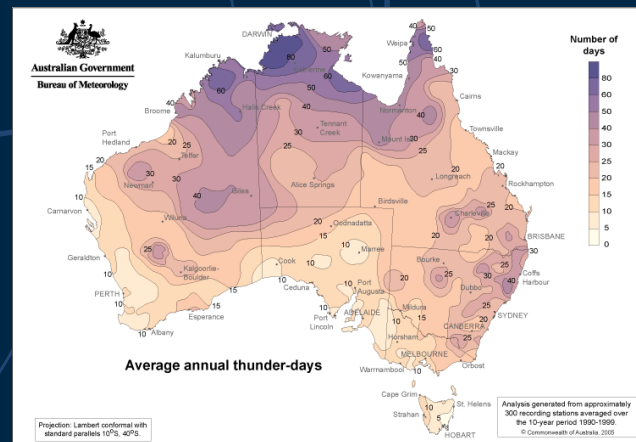 Australian Government
Bureau of Meteorology
Number of
days
80
60
50
40
30
25
20
15
10
5
0
DARWIN
Kalumburu
Katherine
Weipa
Kowanyama
Cairns
Broome
Halls Creek
Normanton
Townsville
Port
Hedland
Tennant
Creek
Mount Isa
Mackay
Telfer
Newman
Giles
Alice Springs
Longreach
Rockhampton
Carnarvon
Birdsville
Wiluna
Oodnadatta
Charleville
BRISBANE
Geraldton
Marree
Cook
Bourke
Coffs
Harbour
Kalgoorlie-
Boulder
Ceduna
Port
Augusta
Dubbo
PERTH
Esperance
Port
Lincoln
ADELAIDE
Mildura
SYDNEY
Albany
CANBERRA
Horsham
MELBOURNE
Orbost
Warrnambool
Average annual thunder-days
Cape Grim
St. Helens
Strahan
HOBART
Projection: Lambert conformal with
standard parallels 10°S, 40°S.
Analysis generated from approximately
300 recording stations averaged over
the 10-year period 1990-1999.
© Commonwealth of Australia, 2005